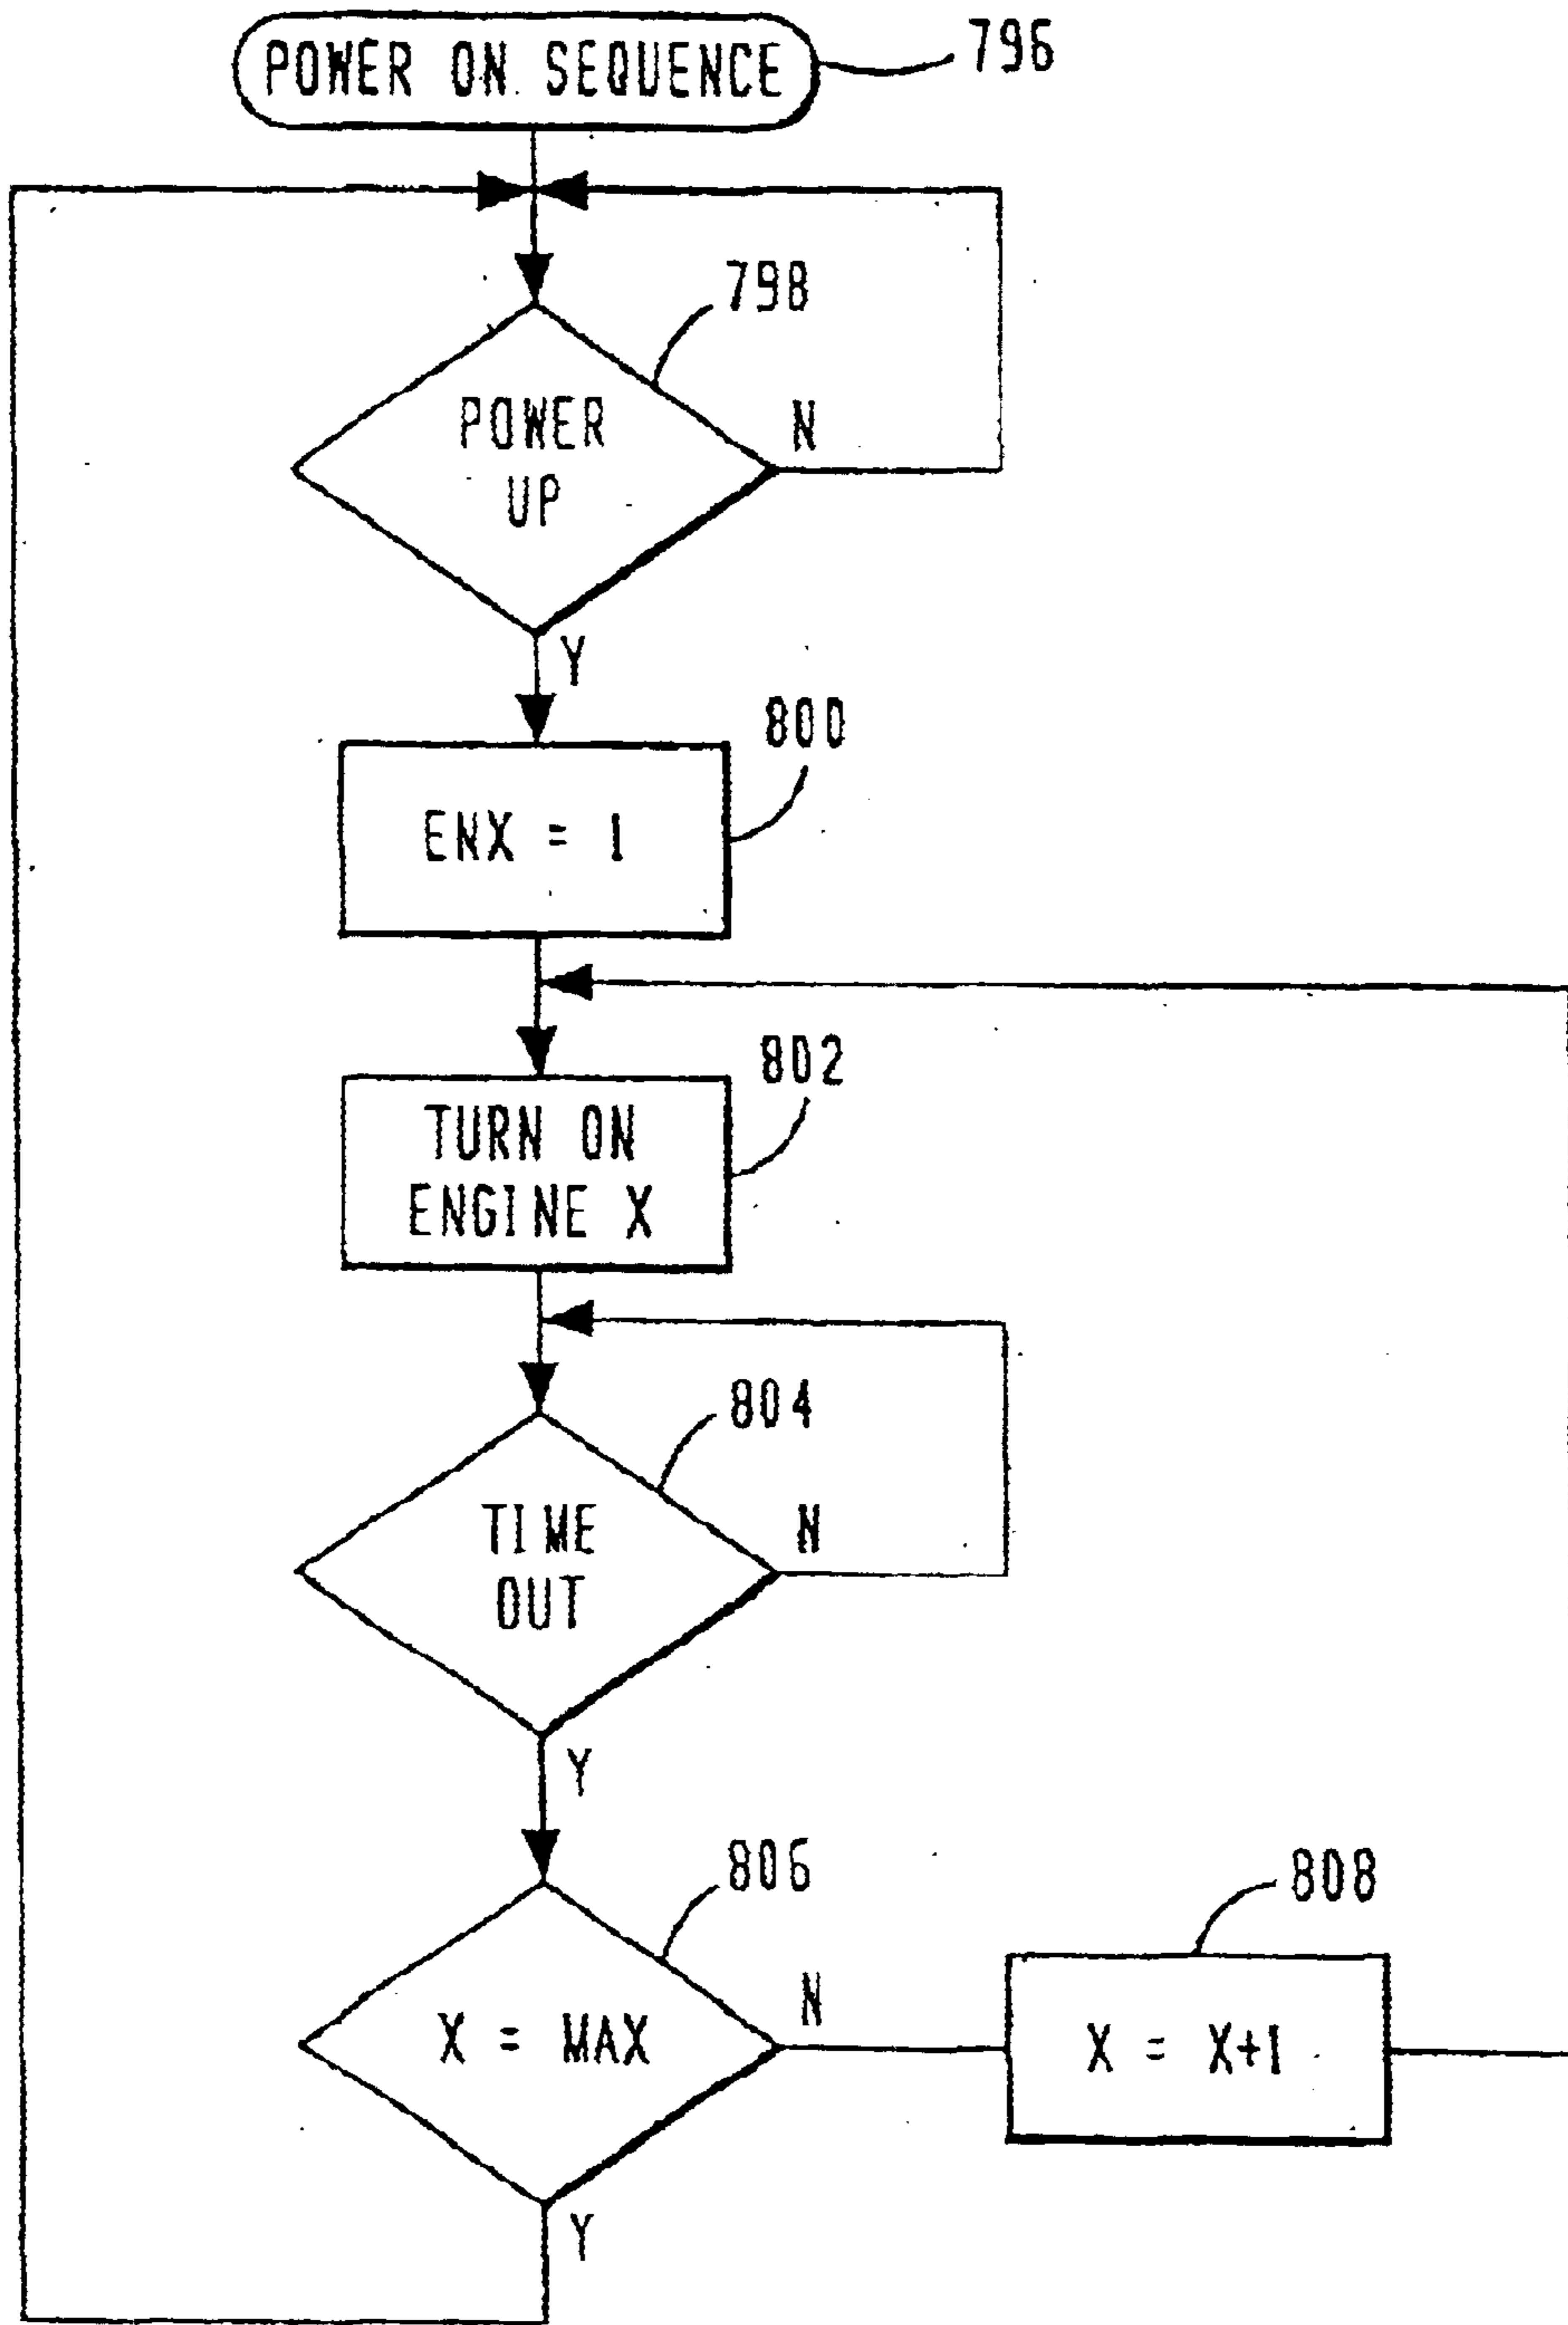 POWER ON SEQUENCE
796
798
POWER
UP
N
Y
800
ENX = 1
802
TURN ON
ENGINE X
804
TIME
OUT
N
Y
806
808
X = MAX
N
X = X+1
Y